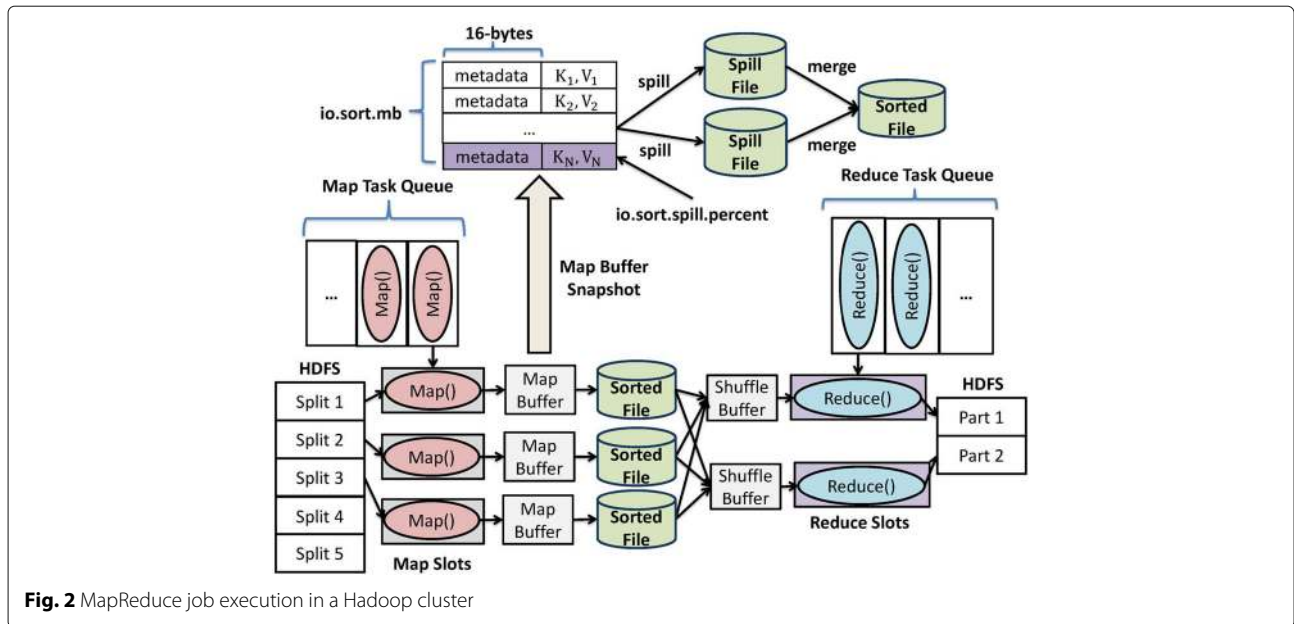 16-bytes
metadata K₁, V₁
metadata K₂, V₂
...
metadata K_N, V_N
io.sort.mb
spill
spill
Spill
File
Spill
File
merge
merge
Sorted
File
io.sort.spill.percent
Map Task Queue
...
Map()
Map()
Map Buffer
Snapshot
Reduce Task Queue
Reduce()
Reduce()
...
HDFS
Split 1
Split 2
Split 3
Split 4
Split 5
Map()
Map()
Map()
Map Slots
Map
Buffer
Map
Buffer
Map
Buffer
Sorted
File
Sorted
File
Sorted
File
Shuffle
Buffer
Shuffle
Buffer
Reduce()
Reduce()
Reduce Slots
HDFS
Part 1
Part 2
Fig. 2 MapReduce job execution in a Hadoop cluster